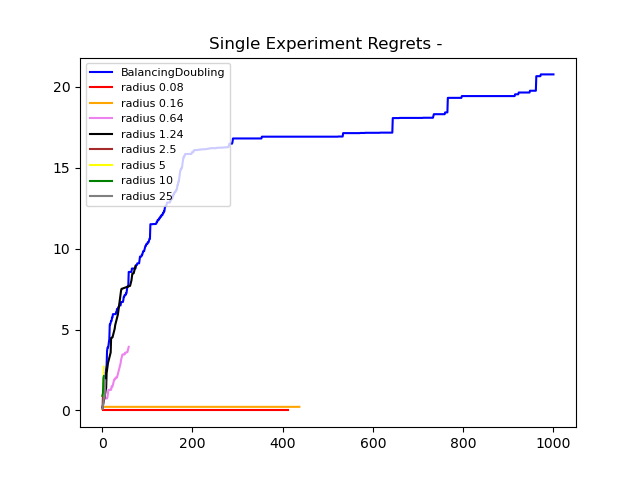 Single Experiment Regrets -
BalancingDoubling
radius 0.08
radius 0.16
radius 0.64
radius 1.24
radius 2.5
radius 5
radius 10
radius 25
20
15
10
5
0
0 200 400 600 800 1000